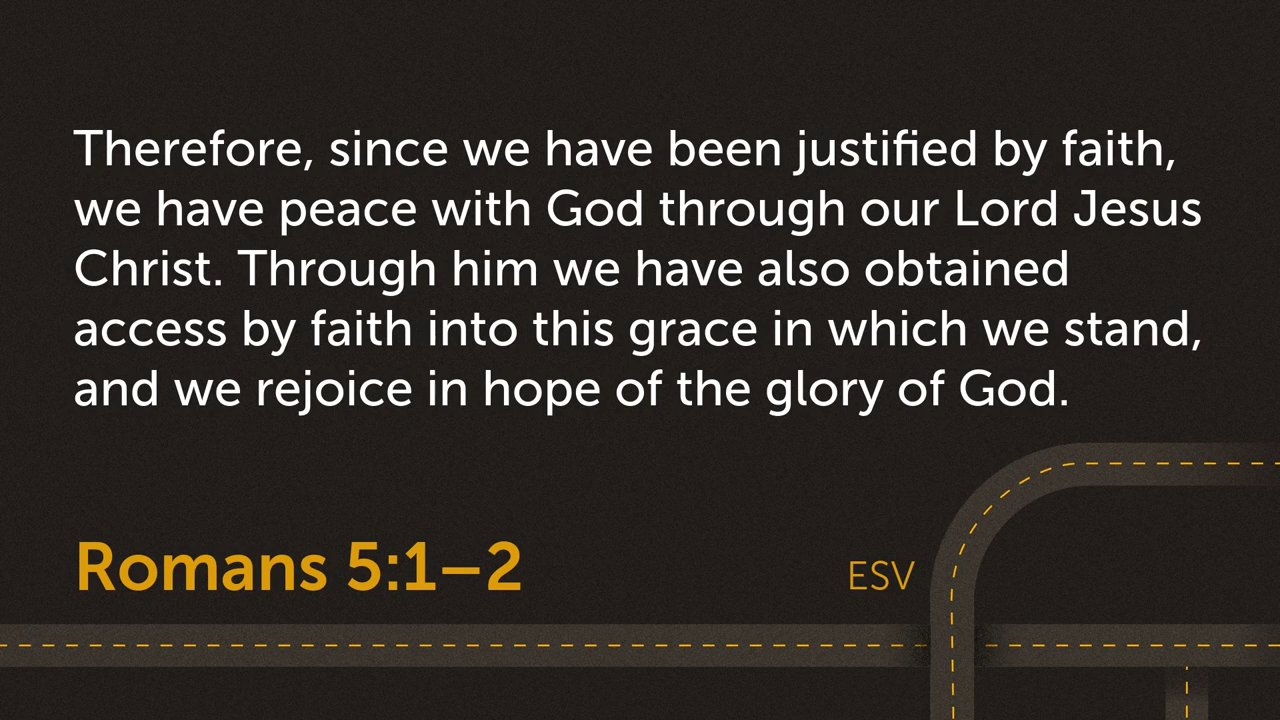 Therefore, since we have been justified by faith,
we have peace with God through our Lord Jesus
Christ. Through him we have also obtained
access by faith into this grace in which we stand,
and we rejoice in hope of the glory of God.
Romans 5:1–2
ESV